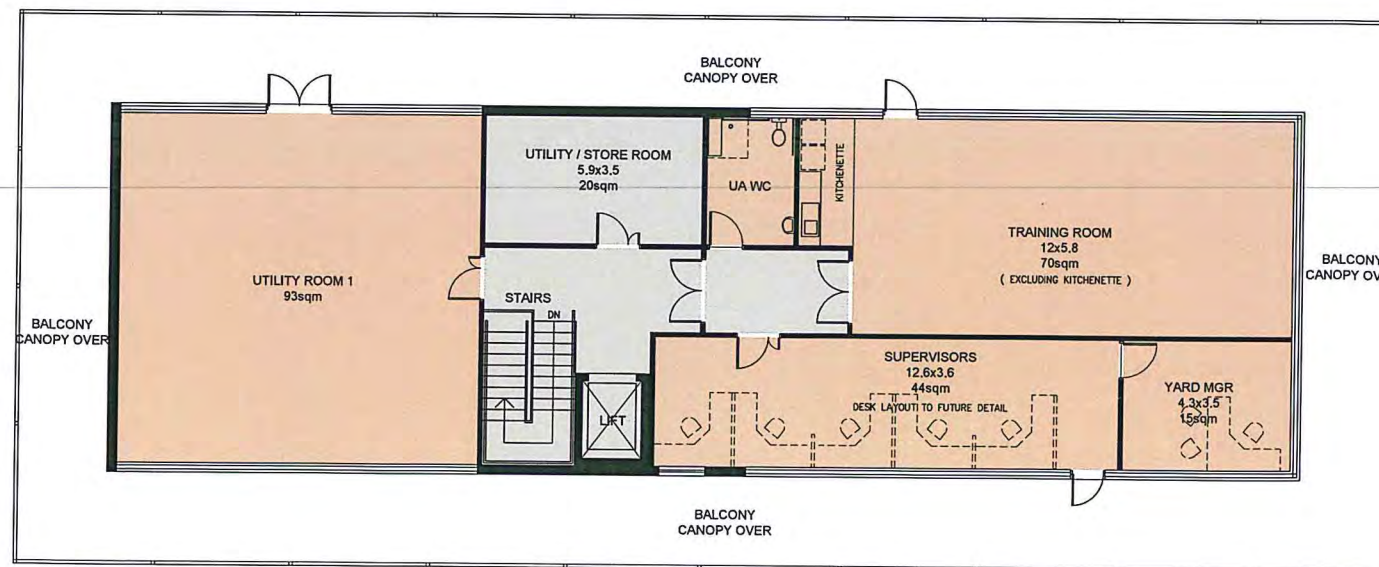 BALCONY
CANOPY OVER
UTILITY / STORE ROOM
5.9x3.5
20sqm
UA WC
KITCHENETTE
TRAINING ROOM
12x5.8
70sqm
( EXCLUDING KITCHENETTE )
UTILITY ROOM 1
93sqm
BALCONY
CANOPY OV
STAIRS
DN
BALCONY
CANOPY OVER
SUPERVISORS
12.6x3.6
44sqm
DESK LAYOUT TO FUTURE DETAIL
YARD MGR
4.3x3.5
15sqm
LIFT
BALCONY
CANOPY OVER